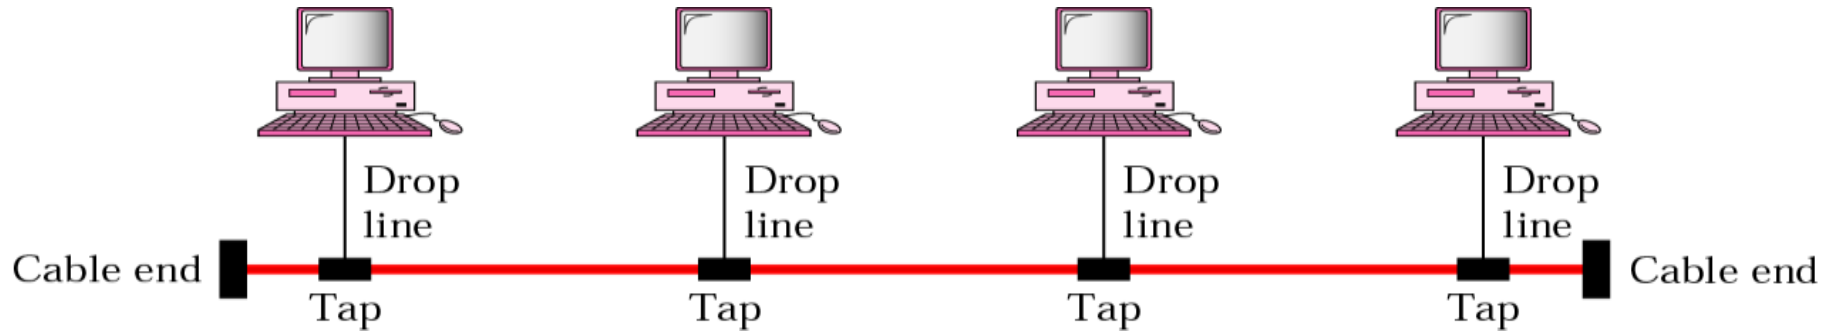 Drop
line
Drop
line
Drop
line
Drop
line
Cable end
Cable end
Tap
Tap
Tap
Tap